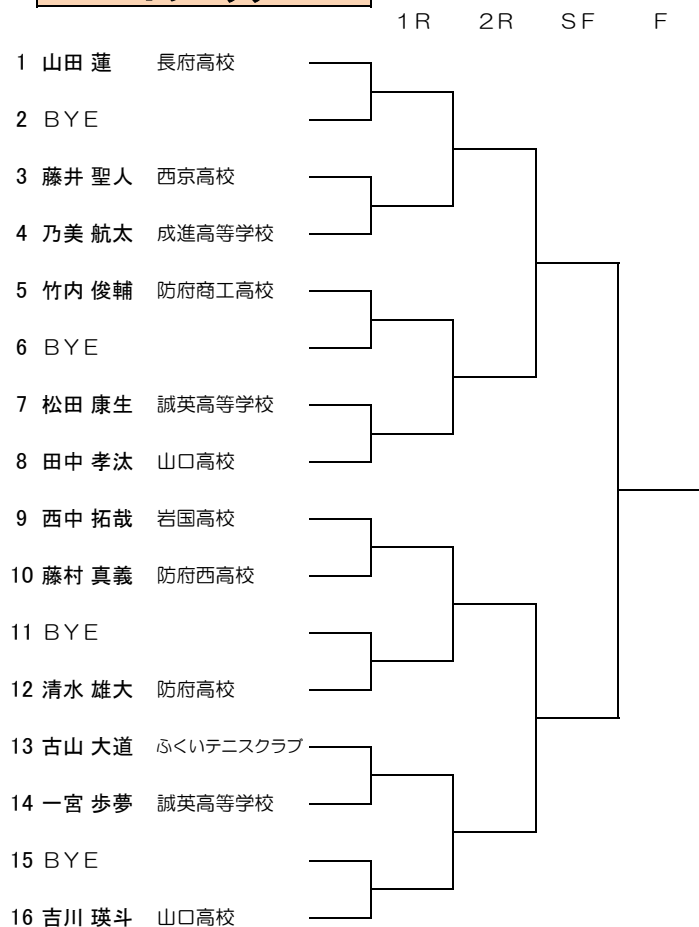 1R 2R SF F
1 山田 蓮 長府高校
2 BYE
3 藤井 聖人 西京高校
4 乃美 航太 成進高等学校
5 竹内 俊輔 防府商工高校
6 BYE
7 松田 康生 誠英高等学校
8 田中 孝汰 山口高校
9 西中 拓哉 岩国高校
10 藤村 真義 防府西高校
11 BYE
12 清水 雄大 防府高校
13 古山 大道 ふくいテニスクラブ
14 一宮 歩夢 誠英高等学校
15 BYE
16 吉川 瑛斗 山口高校